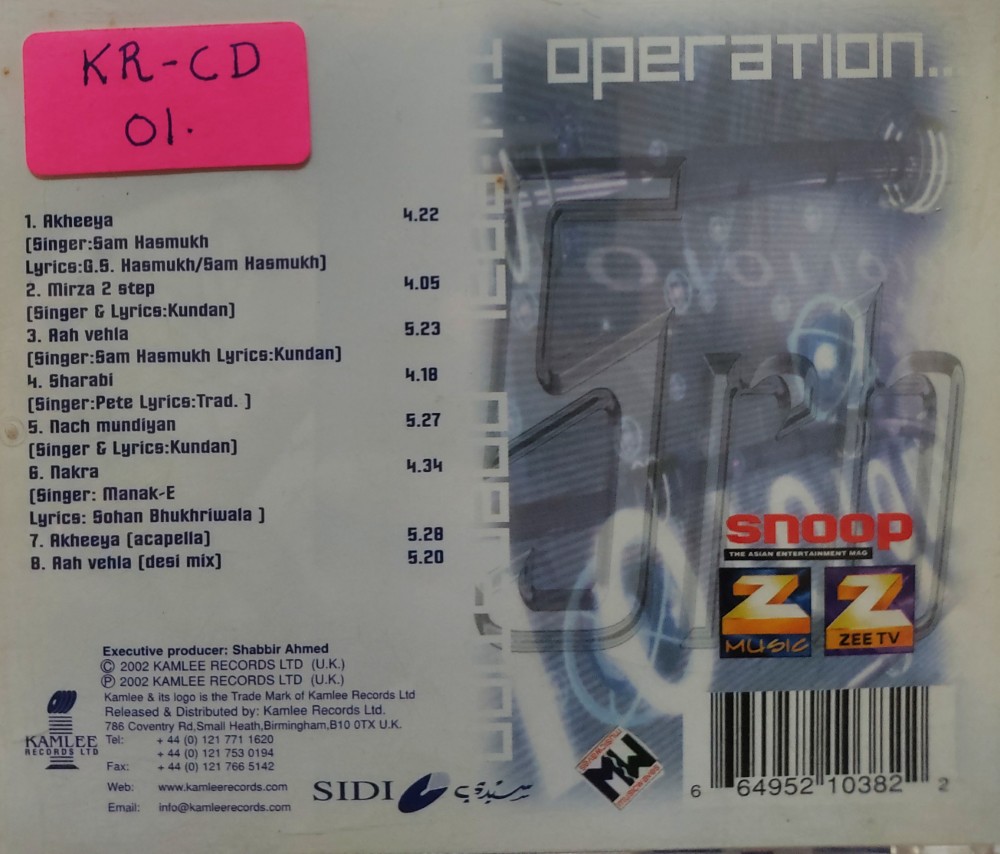 KR-CD
01.
operation...
1. Akheeya 4.22
(Singer:Sam Hasmukh
Lyrics:G.S. Hasmukh/Sam Hasmukh)
2. Mirza 2 step 4.05
(Singer & Lyrics:Kundan)
3. Aah vehla 5.23
(Singer:Sam Hasmukh Lyrics:Kundan)
4. Sharabi 4.18
(Singer:Pete Lyrics:Trad. )
5. Nach mundiyan 5.27
(Singer & Lyrics:Kundan)
6. Nakra 4.34
(Singer: Manak-E
Lyrics: Sohan Bhukhriwala )
7. Akheeya (acapella) 5.28
8. Aah vehla (desi mix) 5.20
snoop
THE ASIAN ENTERTAINMENT MAG
Z MUSIC
Z ZEE TV
Executive producer: Shabbir Ahmed
© 2002 KAMLEE RECORDS LTD (U.K.)
℗ 2002 KAMLEE RECORDS LTD (U.K.)
Kamlee & its logo is the Trade Mark of Kamlee Records Ltd
Released & Distributed by: Kamlee Records Ltd.
786 Coventry Rd,Small Heath,Birmingham,B10 0TX U.K.
Tel: + 44 (0) 121 771 1620
+ 44 (0) 121 753 0194
Fax: + 44 (0) 121 766 5142
Web: www.kamleerecords.com
Email: info@kamleerecords.com
KAMLEE
RECORDS LTD
SIDI
MW
6 64952 10382 2